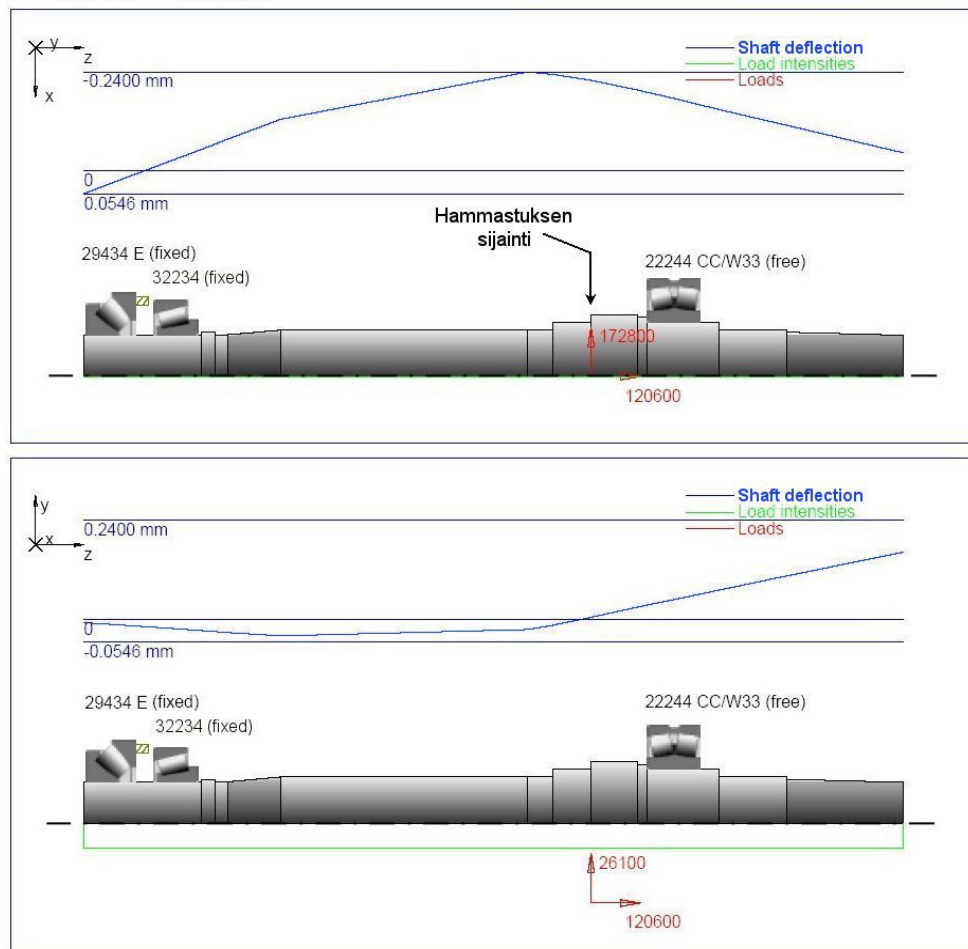 y
z
x
-0.2400 mm
Shaft deflection
Load intensities
Loads
0
0.0546 mm
Hammastuksen
sijainti
29434 E (fixed)
32234 (fixed)
22244 CC/W33 (free)
172800
120600
y
x
z
0.2400 mm
Shaft deflection
Load intensities
Loads
0
-0.0546 mm
29434 E (fixed)
32234 (fixed)
22244 CC/W33 (free)
26100
120600